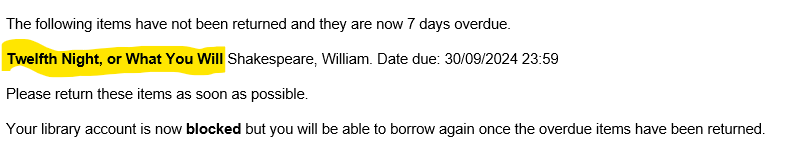 The following items have not been returned and they are now 7 days overdue.
Twelfth Night, or What You Will Shakespeare, William. Date due: 30/09/2024 23:59
Please return these items as soon as possible.
Your library account is now blocked but you will be able to borrow again once the overdue items have been returned.